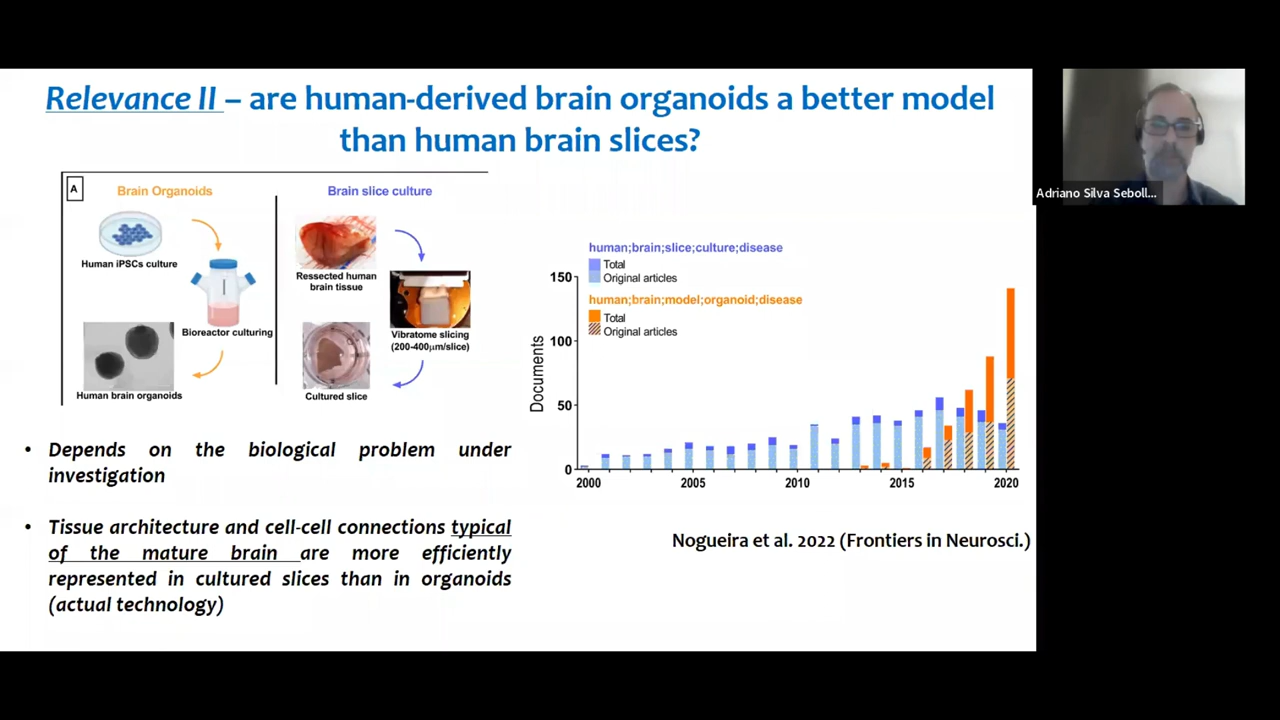 Relevance II – are human-derived brain organoids a better model
than human brain slices?
A
Brain Organoids
Human iPSCs culture
Bioreactor culturing
Human brain organoids
Brain slice culture
Ressected human
brain tissue
Vibratome slicing
(200-400µm/slice)
Cultured slice
human;brain;slice;culture;disease
Total
Original articles
human;brain;model;organoid;disease
Total
Original articles
Documents
150
100
50
0
2000
2005
2010
2015
2020
• Depends on the biological problem under
investigation
• Tissue architecture and cell-cell connections typical
of the mature brain are more efficiently
represented in cultured slices than in organoids
(actual technology)
Nogueira et al. 2022 (Frontiers in Neurosci.)
Adriano Silva Seboll...